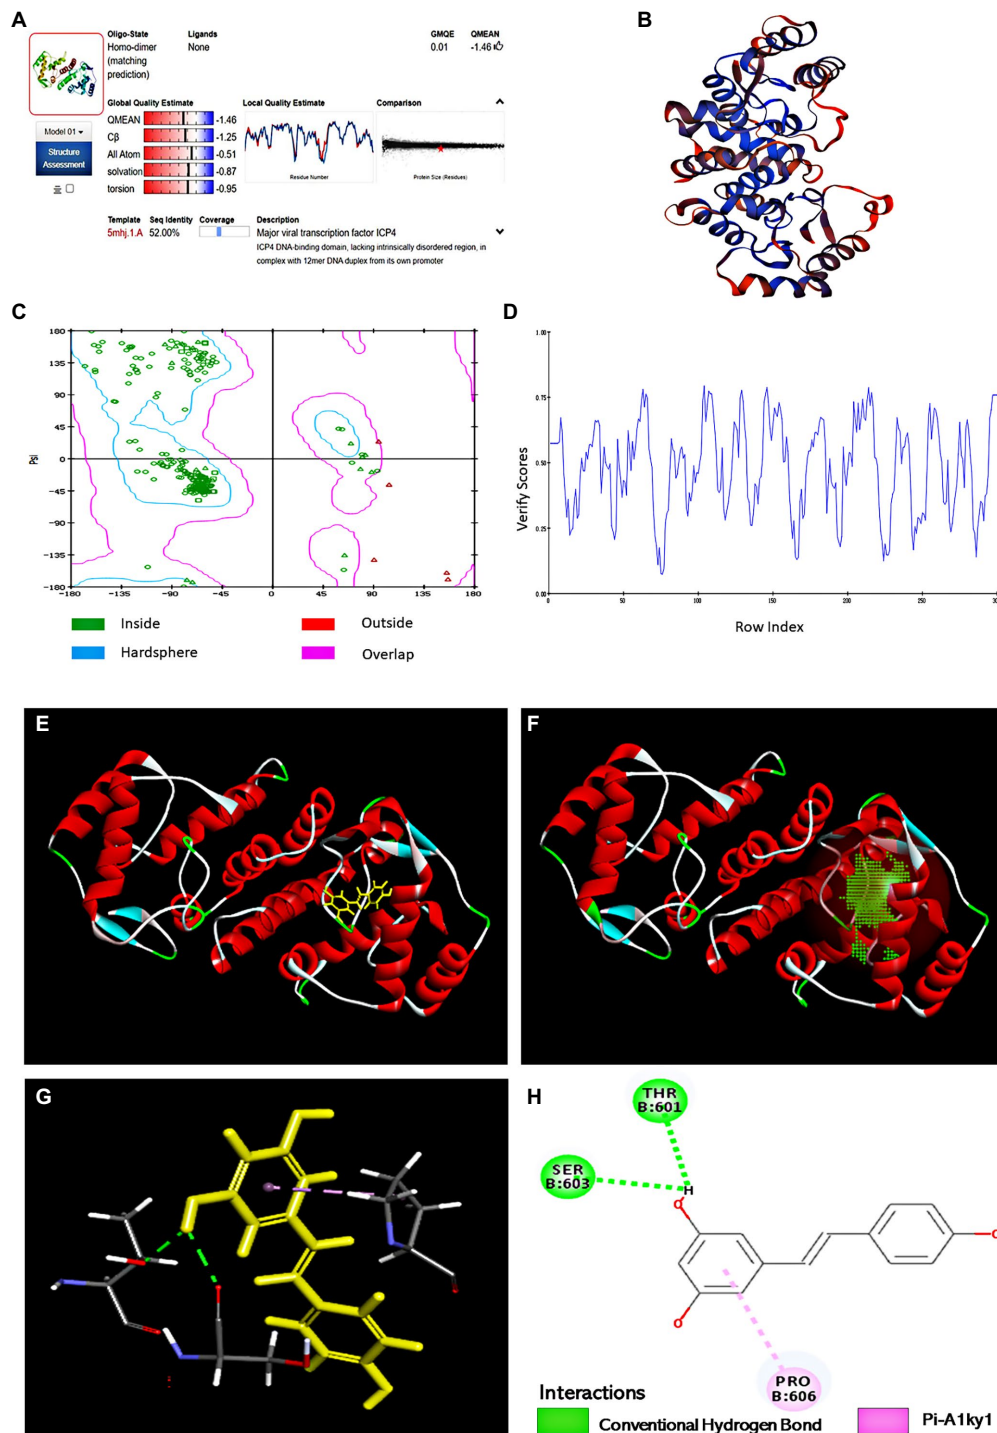 A
Oligo-State Ligands GMQE QMEAN
Homo-dimer None 0.01 -1.46
(matching
prediction)
Global Quality Estimate Local Quality Estimate Comparison
QMEAN -1.46
Cβ -1.25
All Atom -0.51
solvation -0.87
torsion -0.95
Model 01
Structure
Assessment
Residue Number Protein Size (Residues)
Template Seq Identity Coverage Description
5mhj.1.A 52.00% Major viral transcription factor ICP4
ICP4 DNA-binding domain, lacking intrinsically disordered region, in
complex with 12mer DNA duplex from its own promoter
B
C
180
135
90
45
0
-45
-90
-135
-180
Psi
-180 -135 -90 -45 0 45 90 135 180
Inside Outside
Hardsphere Overlap
D
1.00
0.75
0.50
0.25
0.00
Verify Scores
0 50 100 150 200 250 30
Row Index
E
F
G
H
THR
B:601
SER
B:603
H
O
O
O
PRO
B:606
Interactions
Conventional Hydrogen Bond
Pi-A1ky1